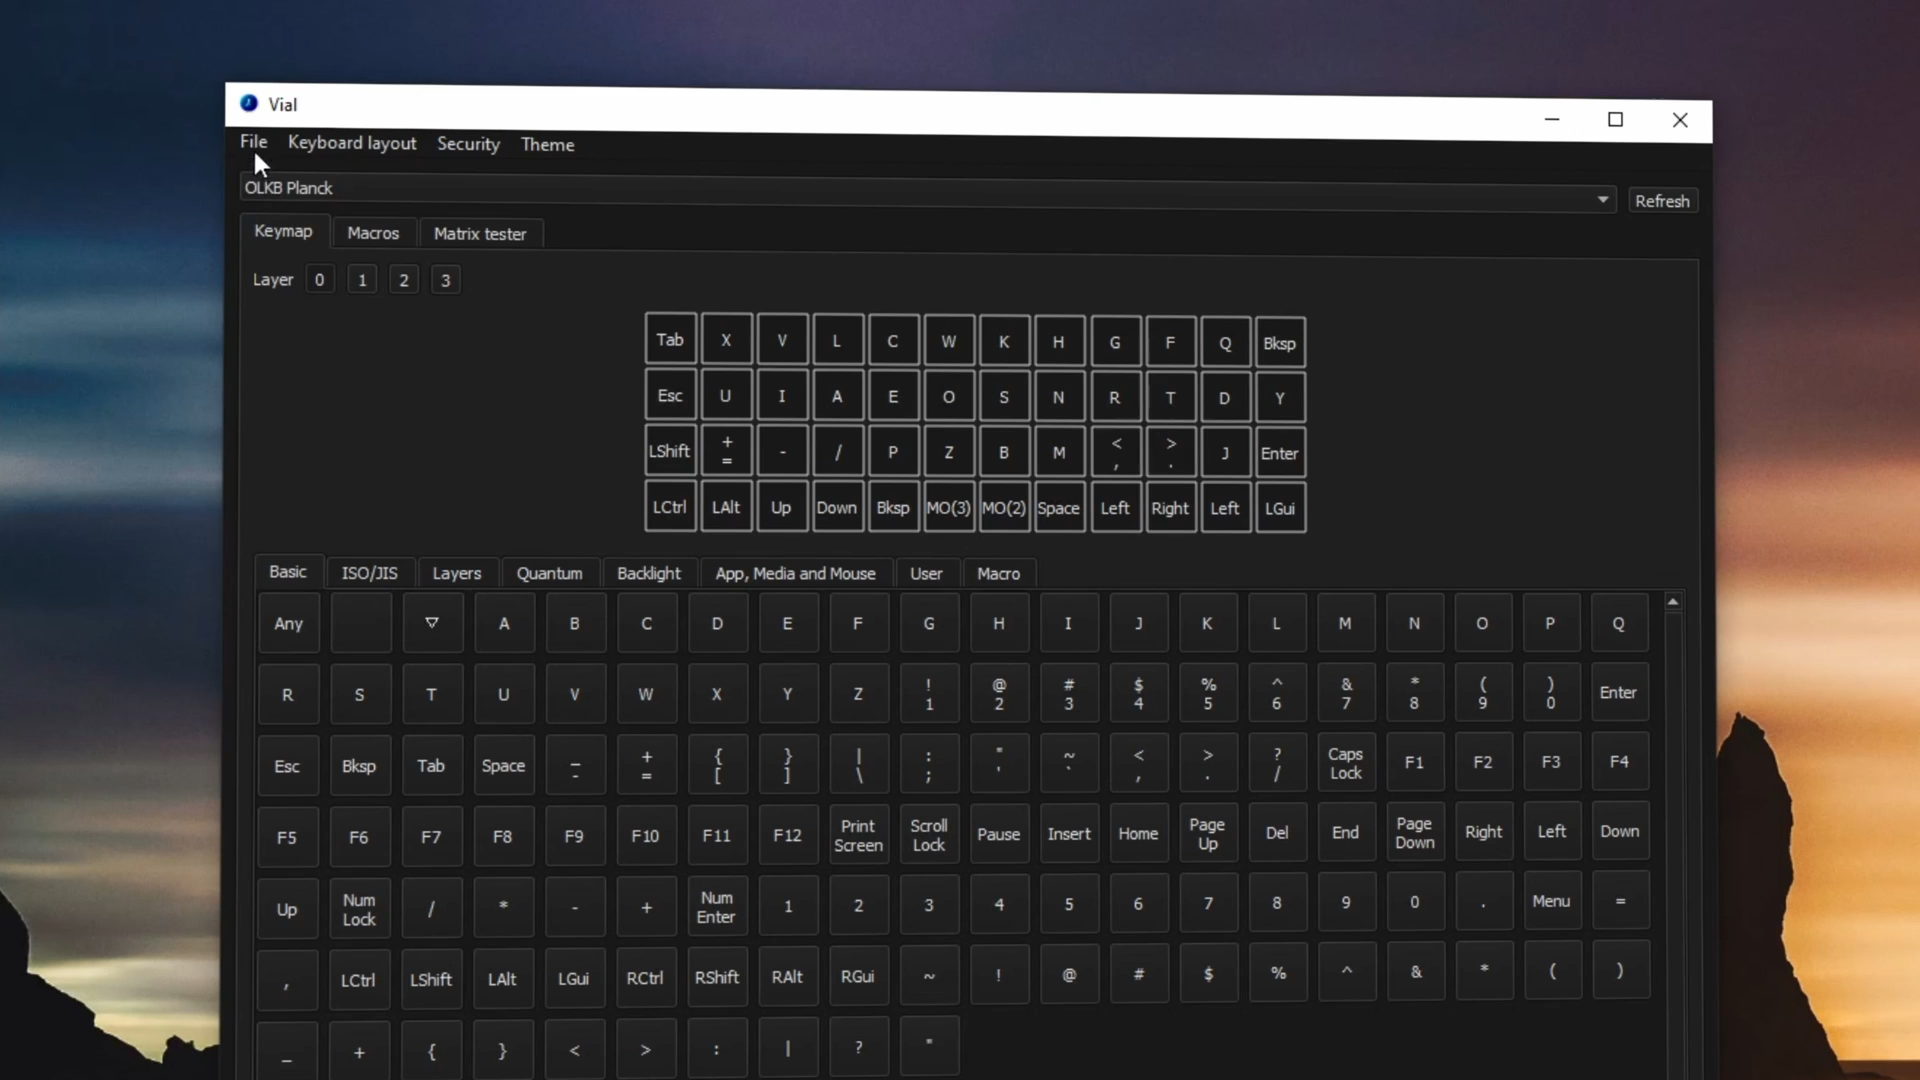 Vial
File Keyboard layout Security Theme
OLKB Planck
Refresh
Keymap Macros Matrix tester
Layer 0 1 2 3
Tab X V L C W K H G F Q Bksp
Esc U I A E O S N R T D Y
LShift + = - / P Z B M < , > . J Enter
LCtrl LAlt Up Down Bksp MO(3) MO(2) Space Left Right Left LGui
Basic ISO/JIS Layers Quantum Backlight App, Media and Mouse User Macro
Any ▽ A B C D E F G H I J K L M N O P Q
R S T U V W X Y Z ! 1 @ 2 # 3 $ 4 % 5 ^ 6 & 7 * 8 ( 9 ) 0 Enter
Esc Bksp Tab Space _ - + = { [ } ] | \ : ; " ' ~ ` < , > . ? / Caps Lock F1 F2 F3 F4
F5 F6 F7 F8 F9 F10 F11 F12 Print Screen Scroll Lock Pause Insert Home Page Up Del End Page Down Right Left Down
Up Num Lock / * - + Num Enter 1 2 3 4 5 6 7 8 9 0 . Menu =
, LCtrl LShift LAlt LGui RCtrl RShift RAlt RGui ~ ! @ # $ % ^ & * ( )
_ + { } < > : | ? "